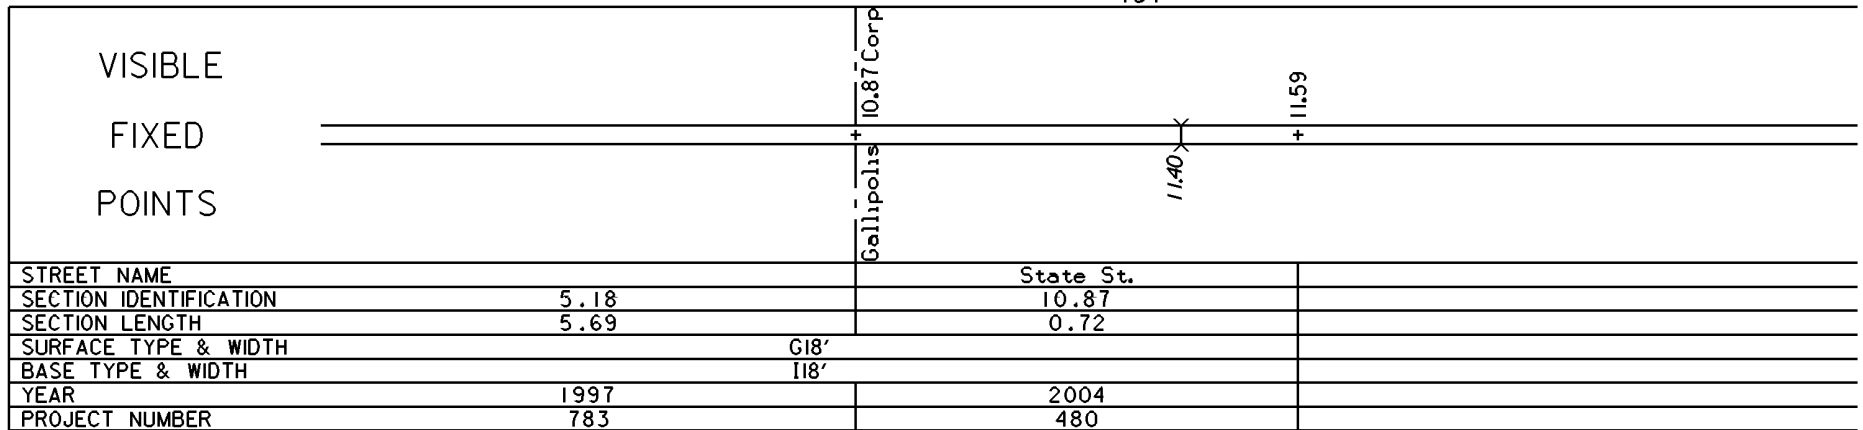 VISIBLE
FIXED
POINTS
10.87 Corp
Gallipolis
11.40
11.59
STREET NAME State St.
SECTION IDENTIFICATION 5.18 10.87
SECTION LENGTH 5.69 0.72
SURFACE TYPE & WIDTH G18'
BASE TYPE & WIDTH I18'
YEAR 1997 2004
PROJECT NUMBER 783 480